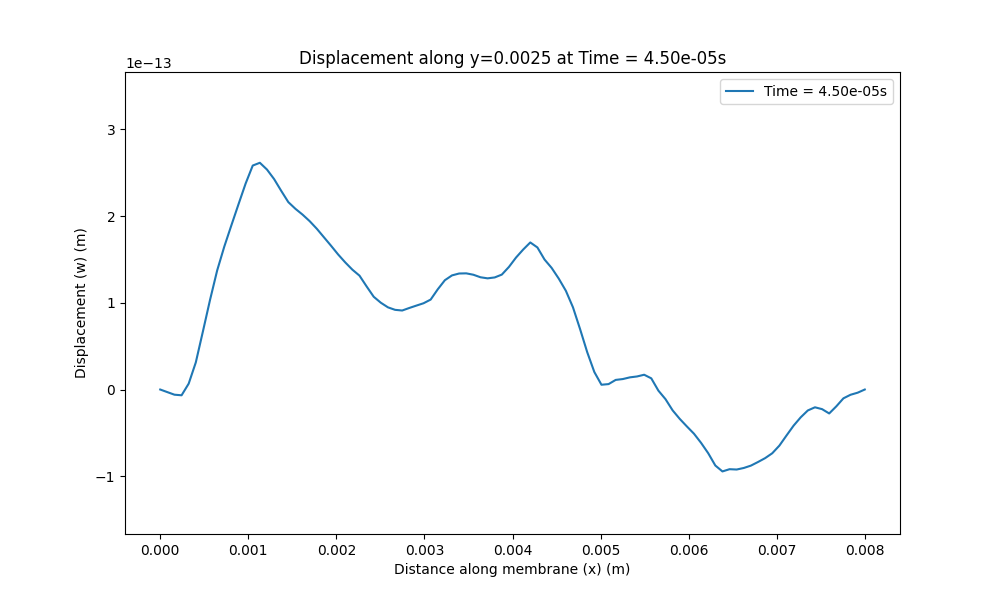 Displacement along y=0.0025 at Time = 4.50e-05s
1e−13
Time = 4.50e-05s
3
2
1
0
−1
Displacement (w) (m)
0.000 0.001 0.002 0.003 0.004 0.005 0.006 0.007 0.008
Distance along membrane (x) (m)